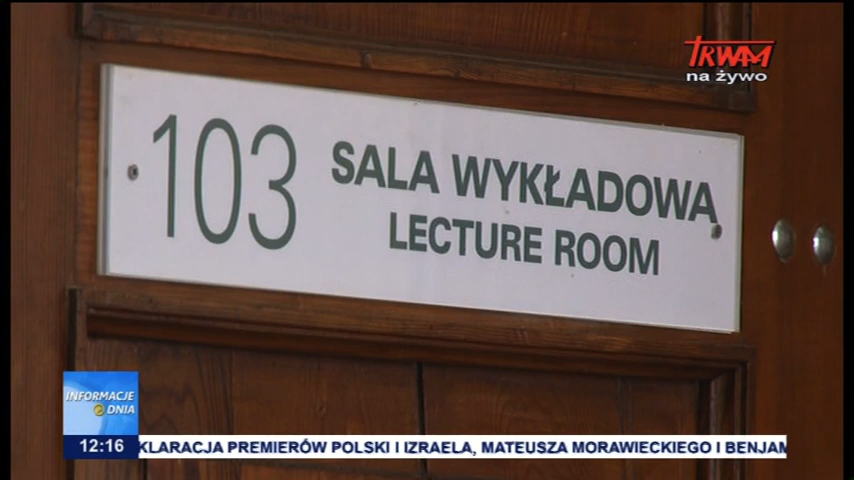 TRWAM
na żywo
103
SALA WYKŁADOWA
LECTURE ROOM
INFORMACJE
DNIA
12:16
KLARACJA PREMIERÓW POLSKI I IZRAELA, MATEUSZA MORAWIECKIEGO I BENJAM